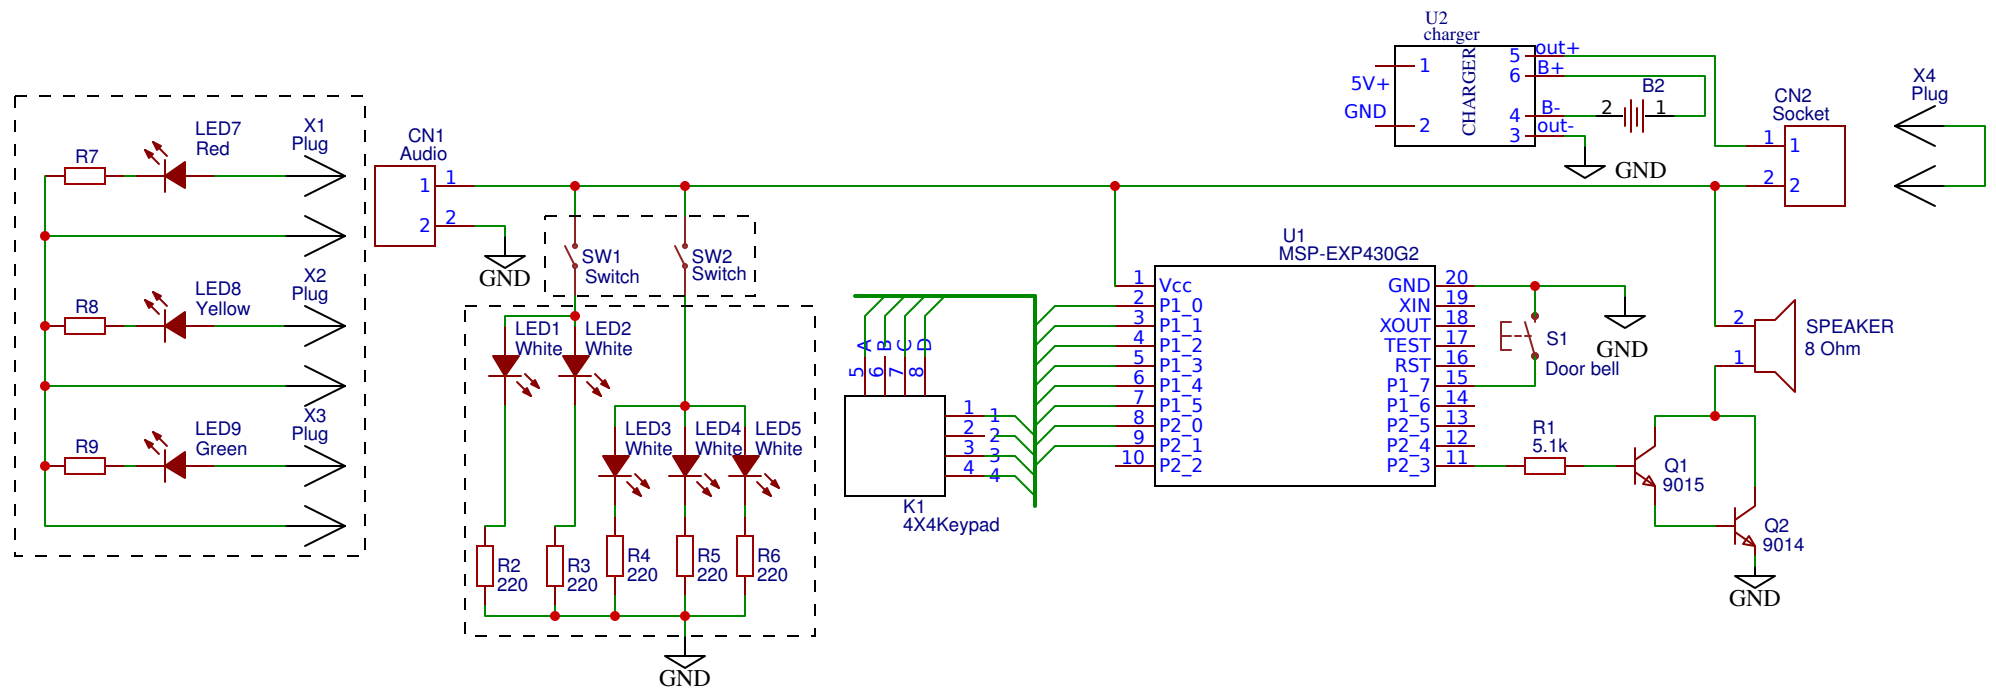 U2
charger
CHARGER
1
5V+
GND
2
5
out+
6
B+
4
B-
3
out-
B2
2
1
GND
CN2
Socket
1
1
2
2
X4
Plug
R7
LED7
Red
X1
Plug
R8
LED8
Yellow
X2
Plug
R9
LED9
Green
X3
Plug
CN1
Audio
1
1
2
2
GND
SW1
Switch
SW2
Switch
LED1
White
LED2
White
LED3
White
LED4
White
LED5
White
R2
220
R3
220
R4
220
R5
220
R6
220
GND
A
B
C
D
5
6
7
8
1
1
2
2
3
3
4
4
K1
4X4Keypad
U1
MSP-EXP430G2
1
Vcc
2
P1_0
3
P1_1
4
P1_2
5
P1_3
6
P1_4
7
P1_5
8
P2_0
9
P2_1
10
P2_2
GND
20
XIN
19
XOUT
18
TEST
17
RST
16
P1_7
15
P1_6
14
P2_5
13
P2_4
12
P2_3
11
S1
Door bell
GND
R1
5.1k
Q1
9015
Q2
9014
GND
2
1
SPEAKER
8 Ohm